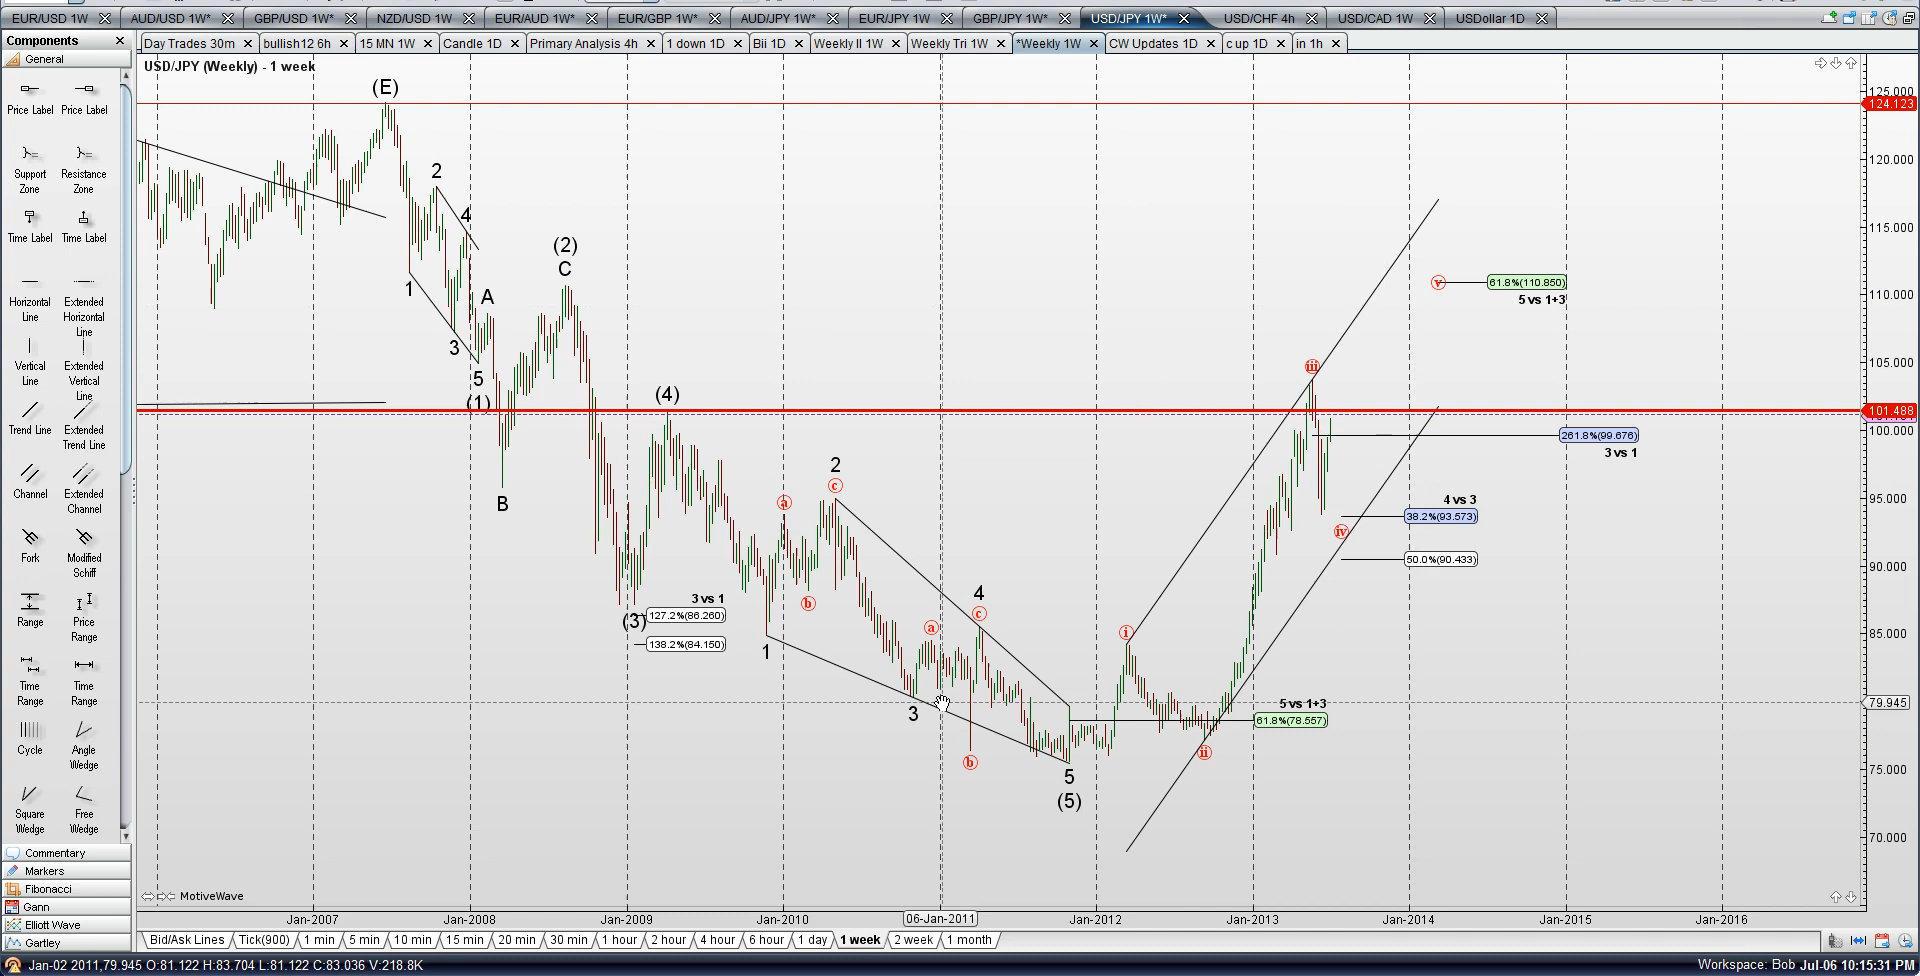 EUR/USD 1W AUD/USD 1W* GBP/USD 1W* NZD/USD 1W EUR/AUD 1W* EUR/GBP 1W* AUD/JPY 1W* EUR/JPY 1W GBP/JPY 1W* USD/JPY 1W* USD/CHF 4h USD/CAD 1W USDollar 1D
Components
Day Trades 30m bullish12 6h 15 MN 1W Candle 1D Primary Analysis 4h 1 down 1D Bii 1D Weekly II 1W Weekly Tri 1W *Weekly 1W CW Updates 1D c up 1D in 1h
General
USD/JPY (Weekly) - 1 week
Price Label Price Label
Support Zone Resistance Zone
Time Label Time Label
Horizontal Line Extended Horizontal Line
Vertical Line Extended Vertical Line
Trend Line Extended Trend Line
Channel Extended Channel
Fork Modified Schiff
Range Price Range
Time Range Time Range
Cycle Angle Wedge
Square Wedge Free Wedge
Commentary
Markers
Fibonacci
Gann
Elliott Wave
Gartley
(E)
2
4
1
3
5
(1)
A
B
(2)
C
(3)
3 vs 1
127.2%(86.260)
138.2%(84.150)
(4)
1
a
b
2
c
3
a
b
4
c
5
(5)
i
ii
5 vs 1+3
61.8%(78.557)
iii
iv
v
61.8%(110.850)
5 vs 1+3
261.8%(99.676)
3 vs 1
4 vs 3
38.2%(93.573)
50.0%(90.433)
125.000
124.123
120.000
115.000
110.000
105.000
101.488
100.000
95.000
90.000
85.000
79.945
75.000
70.000
MotiveWave
Jan-2007 Jan-2008 Jan-2009 Jan-2010 06-Jan-2011 Jan-2012 Jan-2013 Jan-2014 Jan-2015 Jan-2016
Bid/Ask Lines Tick(900) 1 min 5 min 10 min 15 min 20 min 30 min 1 hour 2 hour 4 hour 6 hour 1 day 1 week 2 week 1 month
Jan-02 2011,79.945 O:81.122 H:83.704 L:81.122 C:83.036 V:218.8K
Workspace: Bob Jul-06 10:15:31 PM